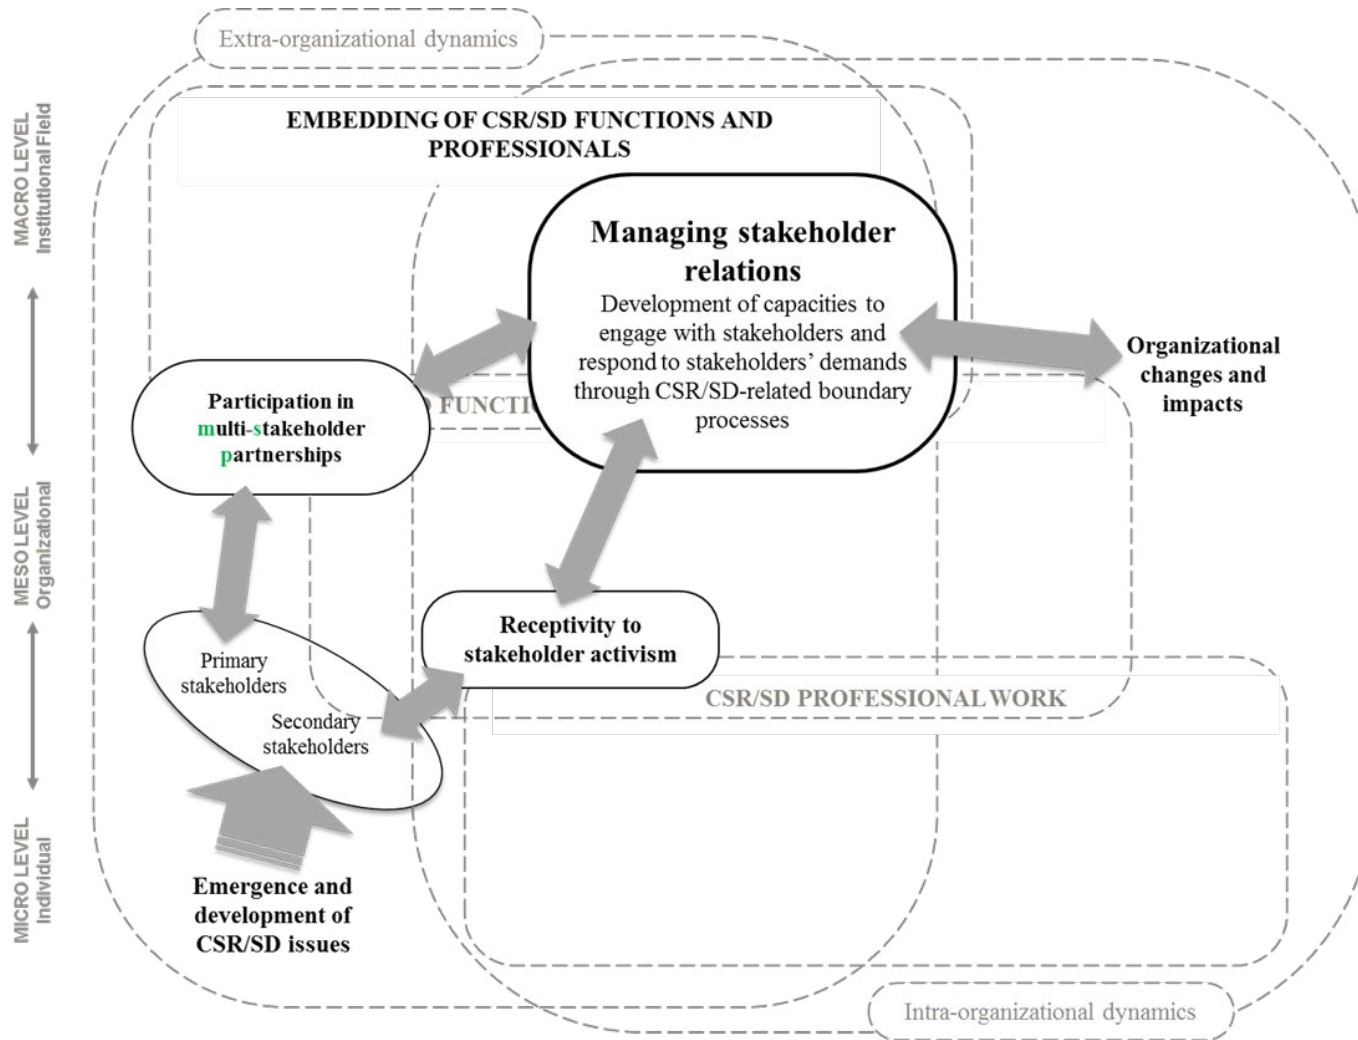 Extra-organizational dynamics
EMBEDDING OF CSR/SD FUNCTIONS AND
PROFESSIONALS
MACRO LEVEL
Institutional Field
Managing stakeholder
relations
Development of capacities to
engage with stakeholders and
respond to stakeholders’ demands
through CSR/SD-related boundary
processes
Organizational
changes and
impacts
Participation in
multi-stakeholder
partnerships
MESO LEVEL
Organizational
Receptivity to
stakeholder activism
Primary
stakeholders
Secondary
stakeholders
CSR/SD PROFESSIONAL WORK
MICRO LEVEL
Individual
Emergence and
development of
CSR/SD issues
Intra-organizational dynamics